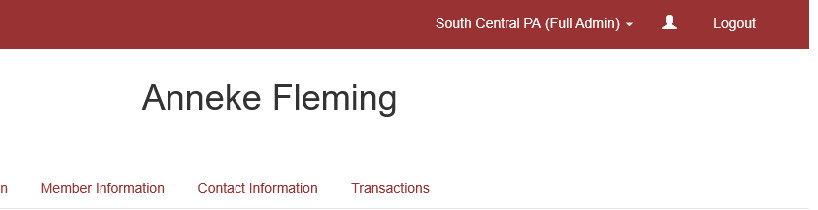 South Central PA (Full Admin) Logout
Anneke Fleming
n Member Information Contact Information Transactions